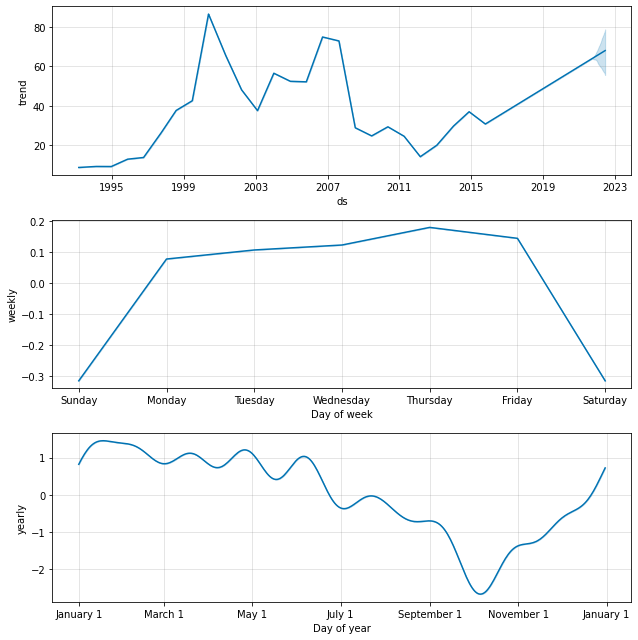 80
60
40
20
trend
1995
1999
2003
2007
2011
2015
2019
2023
ds
0.2
0.1
0.0
−0.1
−0.2
−0.3
weekly
Sunday
Monday
Tuesday
Wednesday
Thursday
Friday
Saturday
Day of week
1
0
−1
−2
yearly
January 1
March 1
May 1
July 1
September 1
November 1
January 1
Day of year